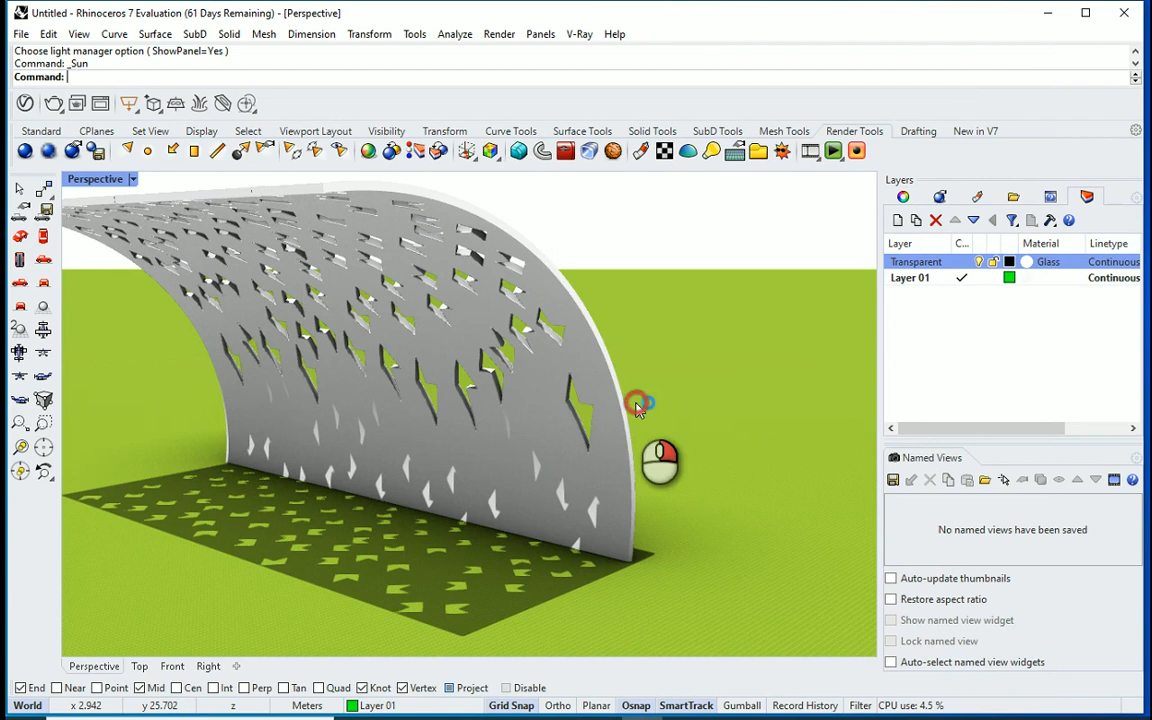 Untitled - Rhinoceros 7 Evaluation (61 Days Remaining) - [Perspective]
File Edit View Curve Surface SubD Solid Mesh Dimension Transform Tools Analyze Render Panels V-Ray Help
Choose light manager option ( ShowPanel=Yes )
Command: _Sun
Command:
Standard CPlanes Set View Display Select Viewport Layout Visibility Transform Curve Tools Surface Tools Solid Tools SubD Tools Mesh Tools Render Tools Drafting New in V7
Perspective
Layers
Layer C... Material Linetype
Transparent Glass Continuous
Layer 01 Continuous
Named Views
No named views have been saved
Auto-update thumbnails
Restore aspect ratio
Show named view widget
Lock named view
Auto-select named view widgets
Perspective Top Front Right
End Near Point Mid Cen Int Perp Tan Quad Knot Vertex Project Disable
World x 2.942 y 25.702 z Meters Layer 01 Grid Snap Ortho Planar Osnap SmartTrack Gumball Record History Filter CPU use: 4.5 %